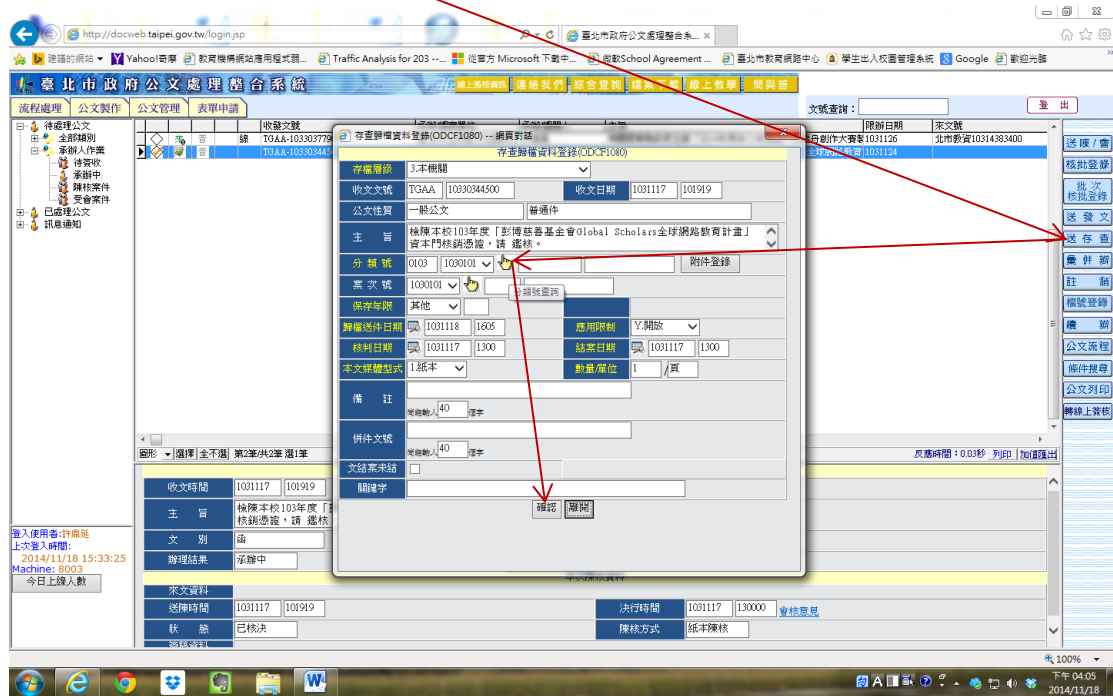 http://docweb.taipei.gov.tw/login.jsp
臺北市政府公文處理整合系... ×
建議的網站 ▼ Yahoo!奇摩 教育機構網站應用程式弱... Traffic Analysis for 203 ---... 從官方 Microsoft 下載中... 微軟School Agreement ... 臺北市教育網路中心 學生出入校園管理系統 Google 歡迎光臨
臺北市政府公文處理整合系統
線上簽核資訊 連絡我們 綜合查詢 檔案下載 線上教學 問與答
流程處理 公文製作 公文管理 表單申請
文號查詢：
登 出
待處理公文
全部類別
承辦人作業
待簽收
承辦中
陳核案件
受會案件
已處理公文
訊息通知
收發文號
限辦日期 來文號
普 線 TGAA-1033037790
1031126 北市教資10314383400
普 TGAA-1033034450
1031124
存查歸檔資料登錄(ODCF1080) -- 網頁對話
存查歸檔資料登錄(ODCF1080)
存檔層級 3.本機關
收文文號 TGAA 10330344500 收文日期 1031117 101919
公文性質 一般公文 普通件
主 旨 檢陳本校103年度「彭博慈善基金會Global Scholars全球網路教育計畫」
資本門核銷憑證，請 鑑核。
分 類 號 0103 1030101 附件登錄
案 次 號 1030101
分類號查詢
保存年限 其他
歸檔送件日期 1031118 1605 應用限制 Y.開放
核判日期 1031117 1300 結案日期 1031117 1300
本文媒體型式 1.紙本 數量/單位 1 /頁
備 註
尚能輸入 40 個字
併件文號
尚能輸入 40 個字
文結案未結
關鍵字
確認 離開
送 陳 / 會
核批登錄
批 次
核批登錄
送 發 文
送 存 查
彙 併 辦
註 銷
檔號登錄
續 辦
公文流程
條件搜尋
公文列印
轉線上簽核
圖形 選擇 全不選 第2筆/共2筆 選1筆
反應時間：0.03秒 列印 加值匯出
收文時間 1031117 101919
主 旨 檢陳本校103年度「
核銷憑證，請 鑑核
文 別 函
辦理結果 承辦中
來文資料
送陳時間 1031117 101919 決行時間 1031117 130000 會核意見
狀 態 已核決 陳核方式 紙本陳核
登入使用者:許鼎延
上次登入時間:
2014/11/18 15:33:25
Machine: 8003
今日上線人數
100%
下午 04:05
2014/11/18